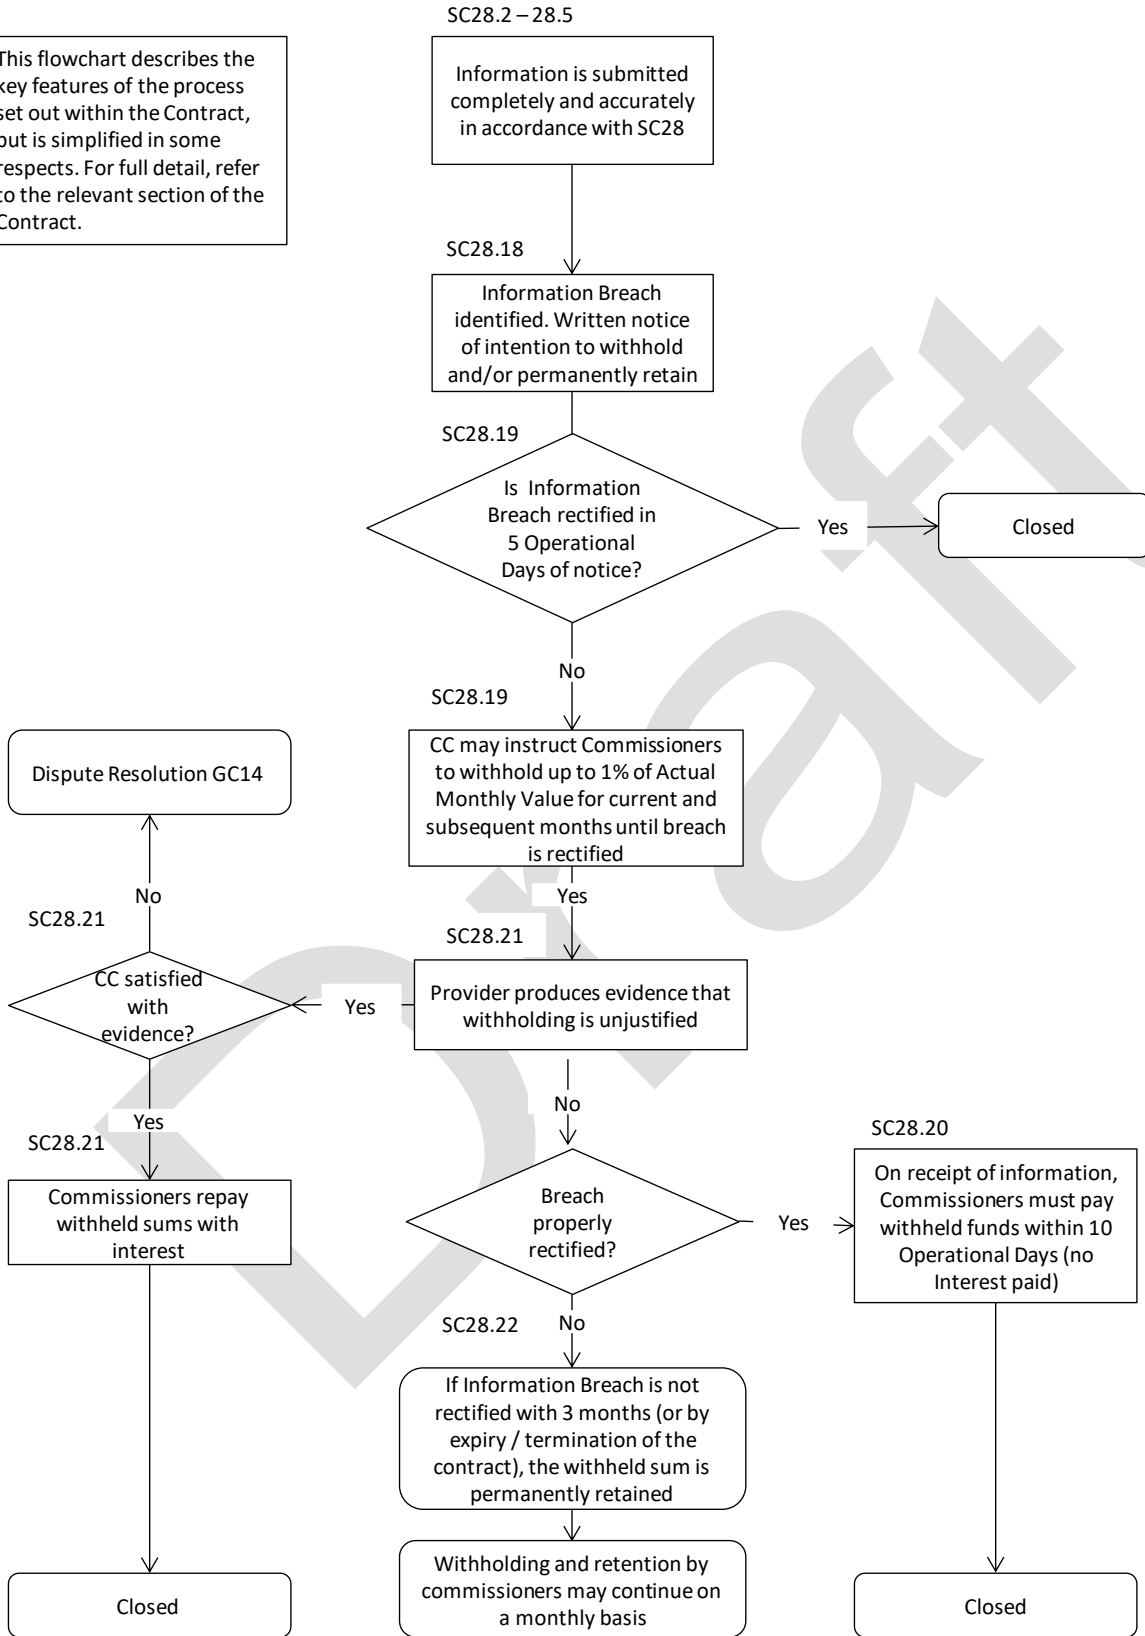 SC28.2 – 28.5
This flowchart describes the
key features of the process
set out within the Contract,
but is simplified in some
respects. For full detail, refer
to the relevant section of the
Contract.
Information is submitted
completely and accurately
in accordance with SC28
SC28.18
Information Breach
identified. Written notice
of intention to withhold
and/or permanently retain
SC28.19
Is Information
Breach rectified in
5 Operational
Days of notice?
Yes
Closed
No
SC28.19
CC may instruct Commissioners
to withhold up to 1% of Actual
Monthly Value for current and
subsequent months until breach
is rectified
Dispute Resolution GC14
Yes
No
SC28.21
SC28.21
CC satisfied
with
evidence?
Yes
Provider produces evidence that
withholding is unjustified
No
Yes
SC28.21
Commissioners repay
withheld sums with
interest
Breach
properly
rectified?
Yes
SC28.20
On receipt of information,
Commissioners must pay
withheld funds within 10
Operational Days (no
Interest paid)
SC28.22
No
If Information Breach is not
rectified with 3 months (or by
expiry / termination of the
contract), the withheld sum is
permanently retained
Closed
Withholding and retention by
commissioners may continue on
a monthly basis
Closed
Draft